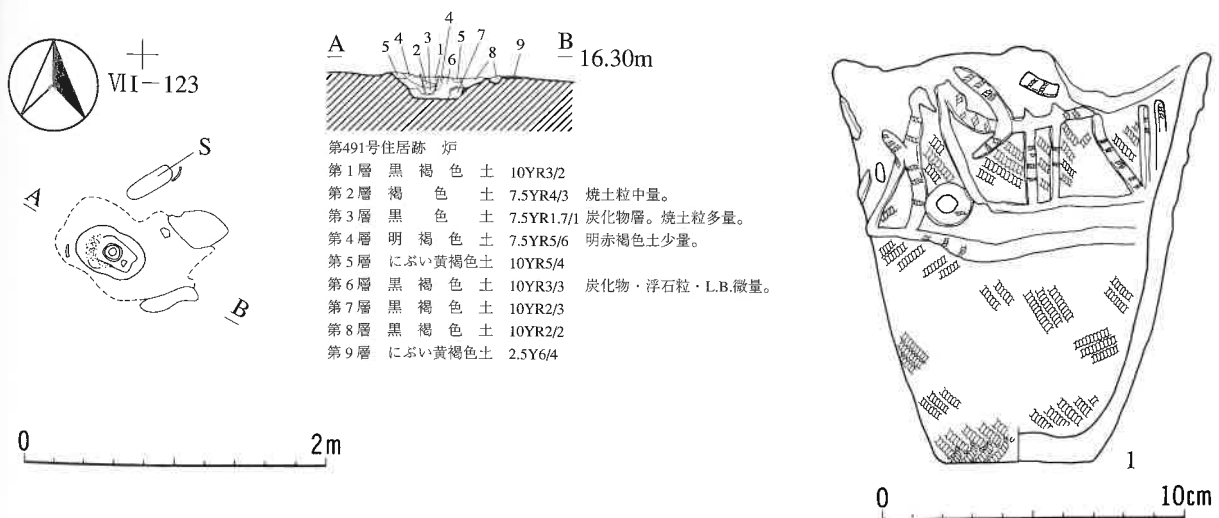 VII-123
S
A
B
0 2m
4
5 4 2 3 1 6 5 7 8 9
A B 16.30m
第491号住居跡 炉
第1層 黒褐色土 10YR3/2
第2層 褐色土 7.5YR4/3 焼土粒中量。
第3層 黒色土 7.5YR1.7/1 炭化物層。焼土粒多量。
第4層 明褐色土 7.5YR5/6 明赤褐色土少量。
第5層 にぶい黄褐色土 10YR5/4
第6層 黒褐色土 10YR3/3 炭化物・浮石粒・L.B.微量。
第7層 黒褐色土 10YR2/3
第8層 黒褐色土 10YR2/2
第9層 にぶい黄褐色土 2.5Y6/4
1
0 10cm